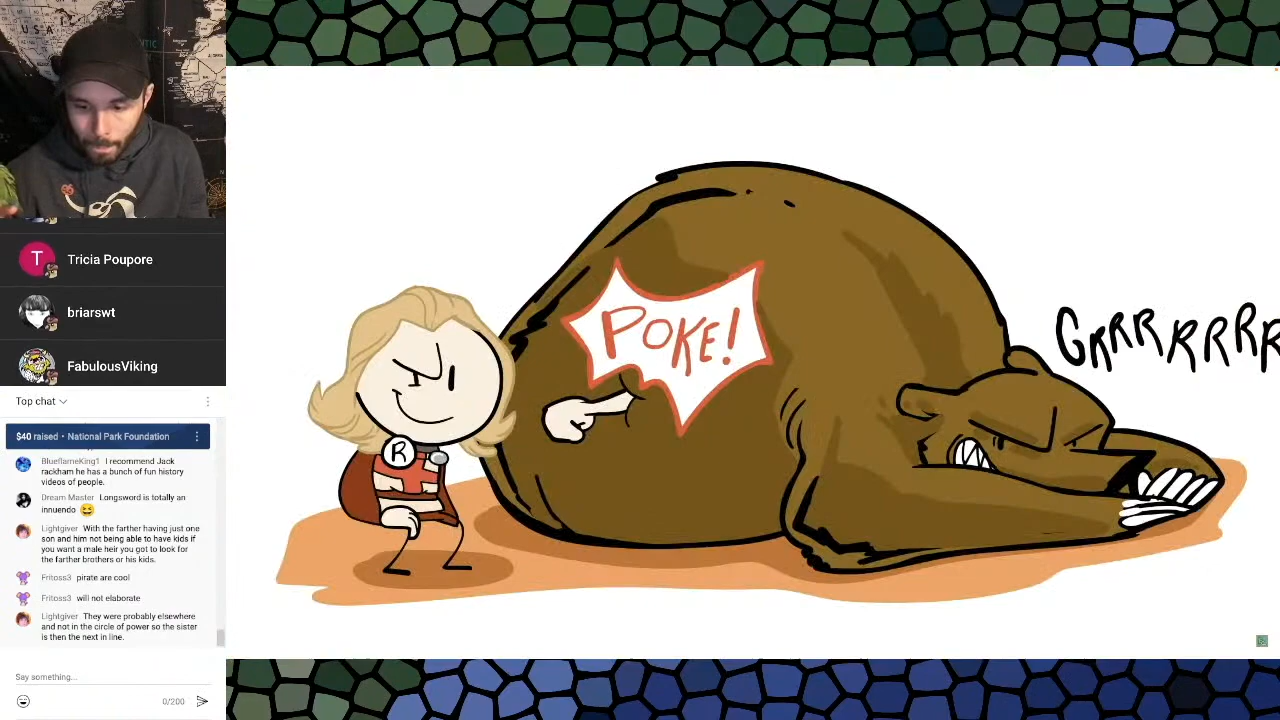 USA
Tricia Poupore
T
briarswt
FabulousViking
Top chat
$40 raised • National Park Foundation
BlueflameKing1 I recommend Jack
rackham he has a bunch of fun history
videos of people.
Dream Master Longsword is totally an
innuendo
Lightgiver With the farther having just one
son and him not being able to have kids if
you want a male heir you got to look for
the farther brothers or his kids.
Fritoss3 pirate are cool
Fritoss3 will not elaborate
Lightgiver They were probably elsewhere
and not in the circle of power so the sister
is then the next in line.
Say something...
0/200
POKE!
R
GRRRRRRR